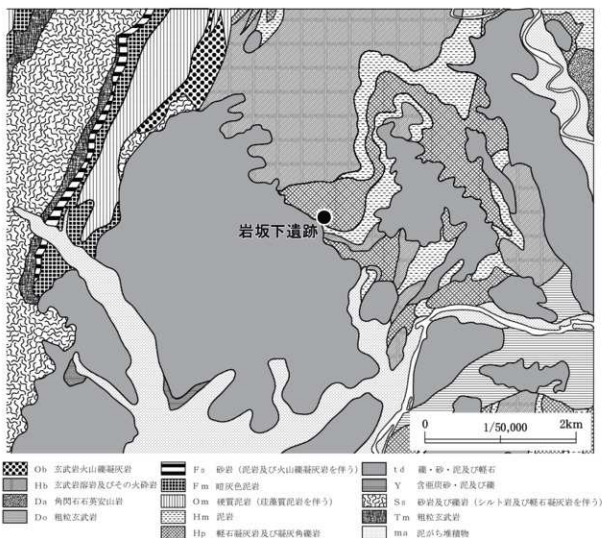 岩坂下遺跡
0
1/50,000
2km
Ob 玄武岩火山礫凝灰岩
Hb 玄武岩溶岩及びその火砕岩
Da 角閃石石英安山岩
Do 粗粒玄武岩
Fs 砂岩（泥岩及び火山礫凝灰岩を伴う）
Fm 暗灰色泥岩
Om 硬質泥岩（珪藻質泥岩を伴う）
Hm 泥岩
Hp 軽石凝灰岩及び凝灰角礫岩
td 礫・砂・泥及び軽石
Y 含亜炭砂・泥及び礫
Ss 砂岩及び礫岩（シルト岩及び軽石凝灰岩を伴う）
Tm 粗粒玄武岩
ma 泥がち堆積物